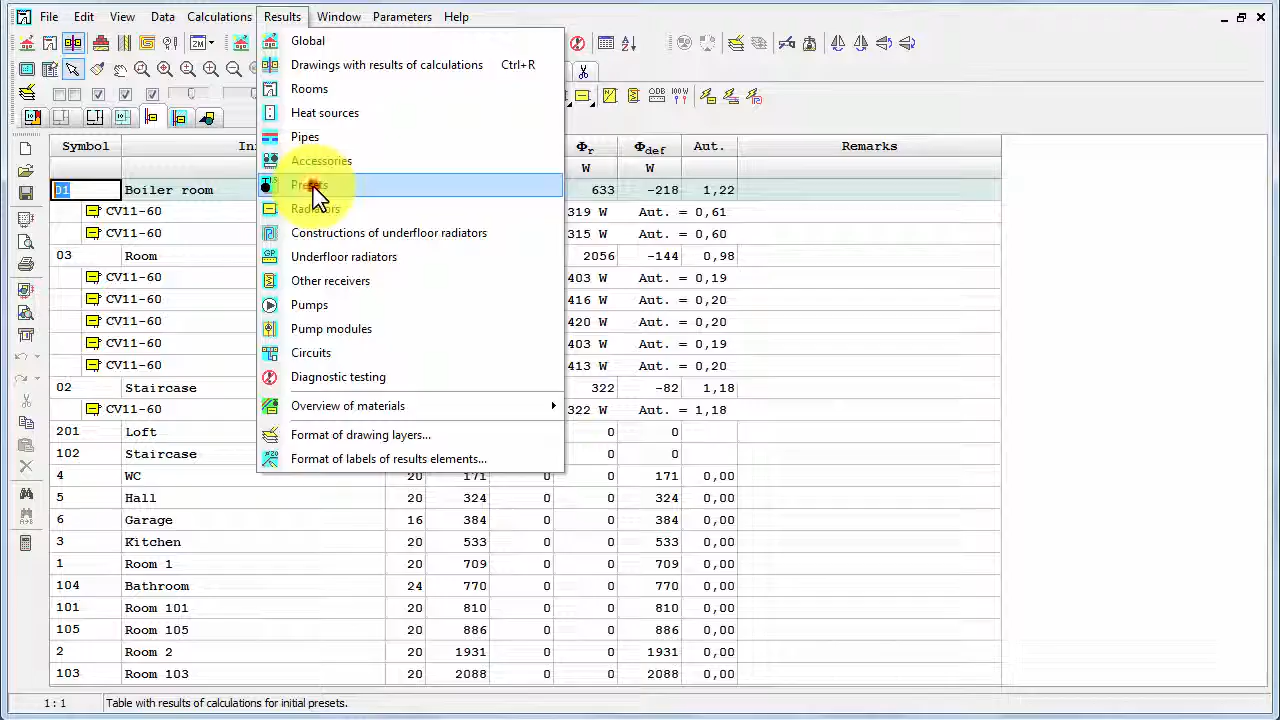 File Edit View Data Calculations Results Window Parameters Help
Global
Drawings with results of calculations Ctrl+R
Rooms
Heat sources
Pipes
Accessories
Presets
Radiators
Constructions of underfloor radiators
Underfloor radiators
Other receivers
Pumps
Pump modules
Circuits
Diagnostic testing
Overview of materials
Format of drawing layers...
Format of labels of results elements...
Symbol Φr Φdef Aut. Remarks
W W
01 Boiler room 633 -218 1,22
CV11-60 319 W Aut. = 0,61
CV11-60 315 W Aut. = 0,60
03 Room 2056 -144 0,98
CV11-60 403 W Aut. = 0,19
CV11-60 416 W Aut. = 0,20
CV11-60 420 W Aut. = 0,20
CV11-60 403 W Aut. = 0,19
CV11-60 413 W Aut. = 0,20
02 Staircase 322 -82 1,18
CV11-60 322 W Aut. = 1,18
201 Loft 0 0
102 Staircase 0 0
4 WC 20 171 0 0 171 0,00
5 Hall 20 324 0 0 324 0,00
6 Garage 16 384 0 0 384 0,00
3 Kitchen 20 533 0 0 533 0,00
1 Room 1 20 709 0 0 709 0,00
104 Bathroom 24 770 0 0 770 0,00
101 Room 101 20 810 0 0 810 0,00
105 Room 105 20 886 0 0 886 0,00
2 Room 2 20 1931 0 0 1931 0,00
103 Room 103 20 2088 0 0 2088 0,00
1 : 1 Table with results of calculations for initial presets.